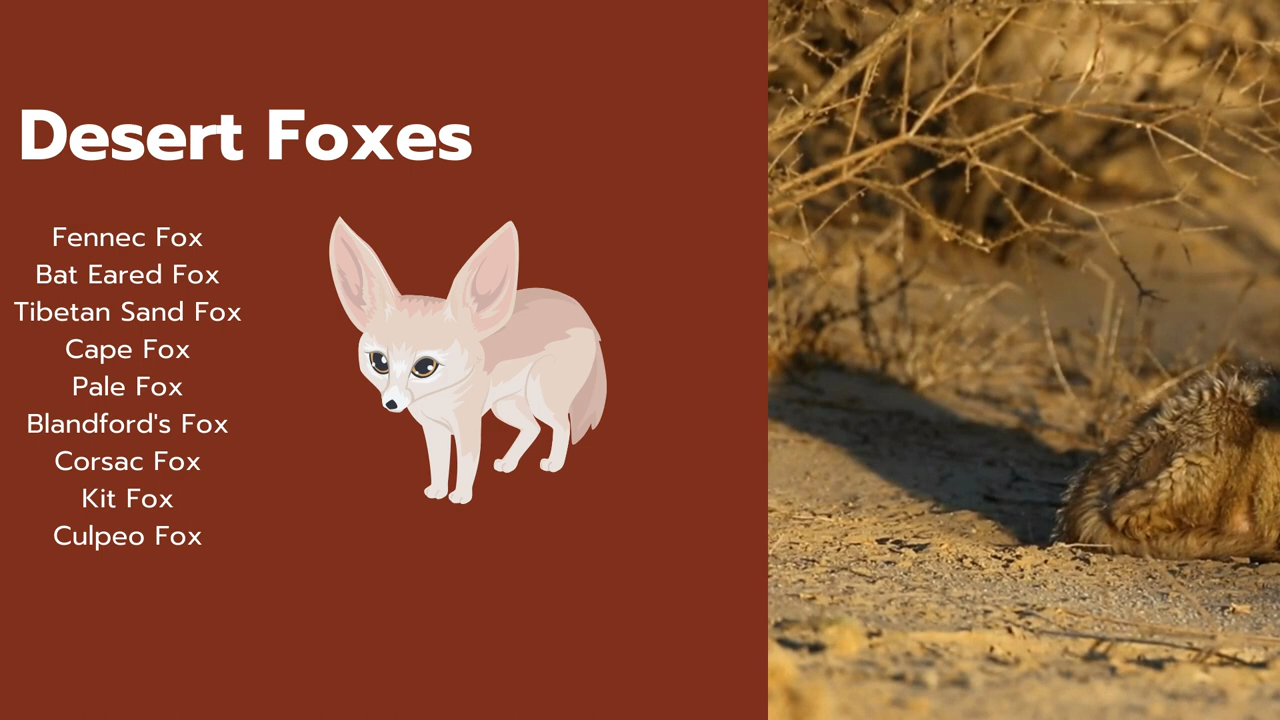 Desert Foxes
Fennec Fox
Bat Eared Fox
Tibetan Sand Fox
Cape Fox
Pale Fox
Blandford's Fox
Corsac Fox
Kit Fox
Culpeo Fox